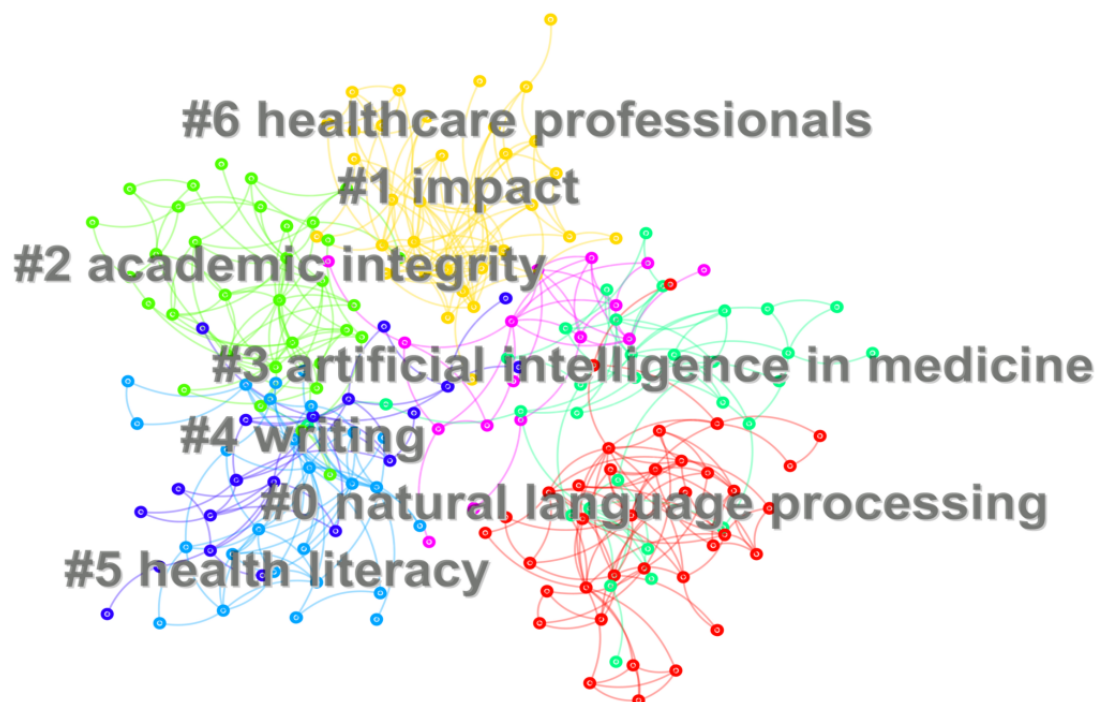 #6 healthcare professionals
#1 impact
#2 academic integrity
#3 artificial intelligence in medicine
#4 writing
#0 natural language processing
#5 health literacy